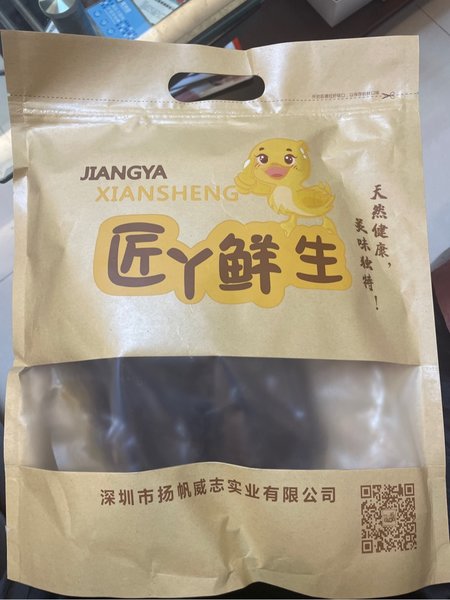 JIANGYA
XIANSHENG
匠丫鲜生
天然健康，
美味独特！
深圳市扬帆威志实业有限公司